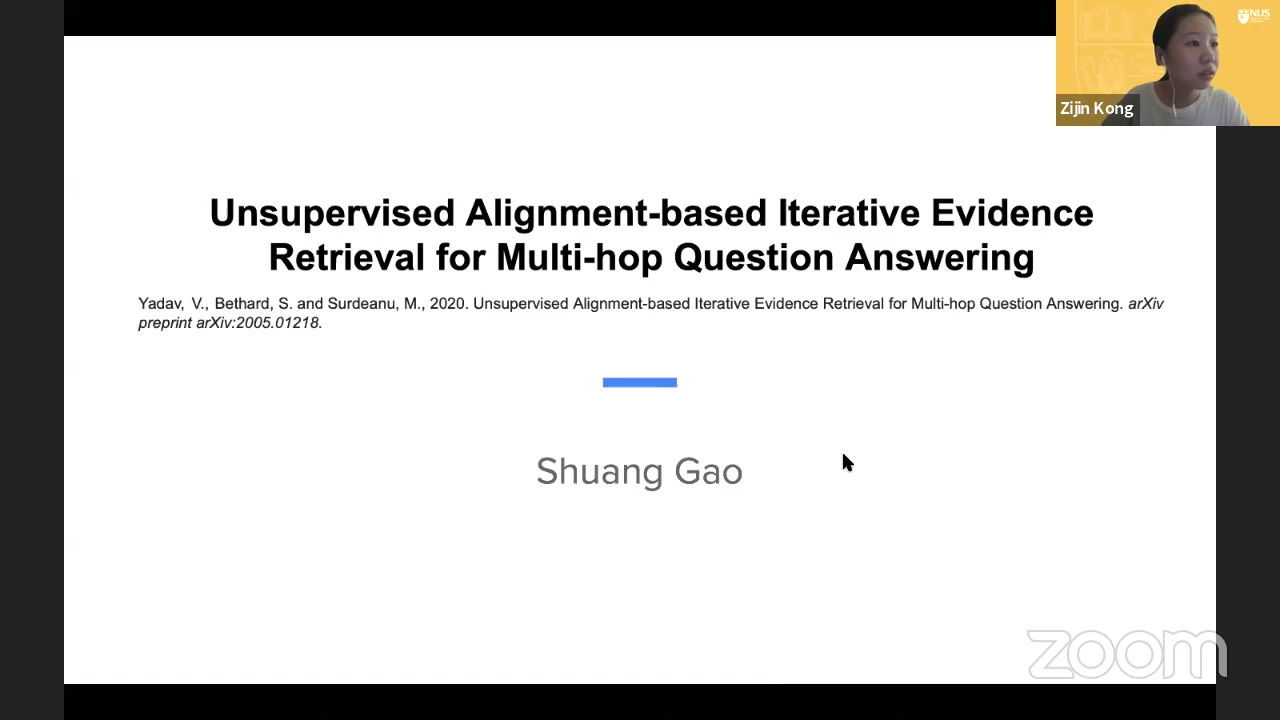 NUS
Zijin Kong
Unsupervised Alignment-based Iterative Evidence
Retrieval for Multi-hop Question Answering
Yadav, V., Bethard, S. and Surdeanu, M., 2020. Unsupervised Alignment-based Iterative Evidence Retrieval for Multi-hop Question Answering. arXiv
preprint arXiv:2005.01218.
Shuang Gao
zoom